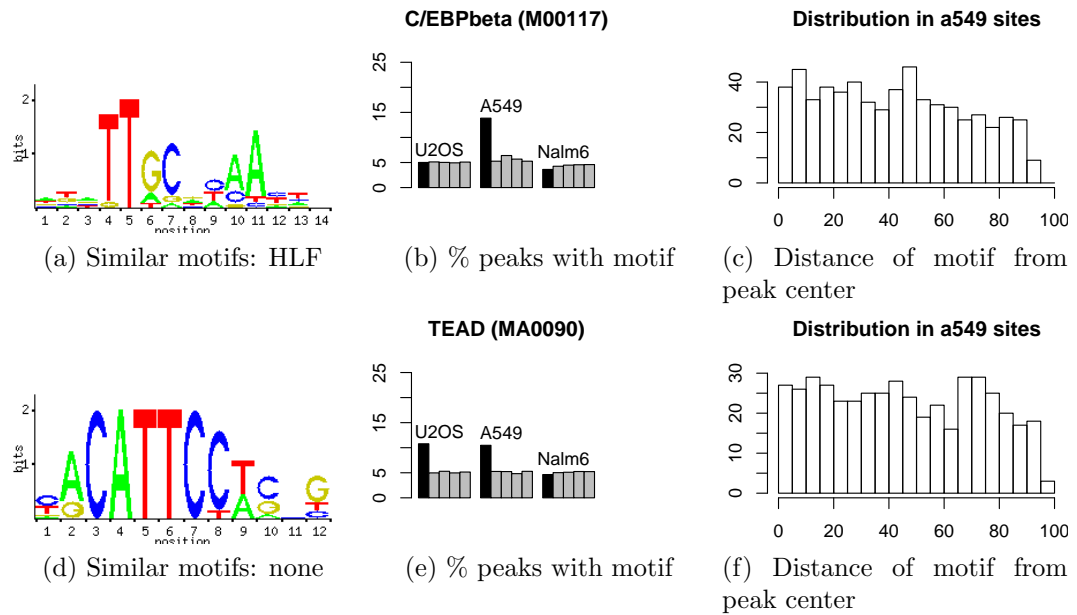 C/EBPbeta (M00117)
Distribution in a549 sites
bits
2
1
1 2 3 4 5 6 7 8 9 10 11 12 13 14
position
TTGC AA
0 5 15 25
U2OS
A549
Nalm6
0 20 40
0 20 40 60 80 100
(a) Similar motifs: HLF
(b) % peaks with motif
(c) Distance of motif from
peak center
TEAD (MA0090)
Distribution in a549 sites
bits
2
1
ACATTCCT
1 2 3 4 5 6 7 8 9 10 11 12
position
0 5 15 25
U2OS
A549
Nalm6
0 10 20 30
0 20 40 60 80 100
(d) Similar motifs: none
(e) % peaks with motif
(f) Distance of motif from
peak center